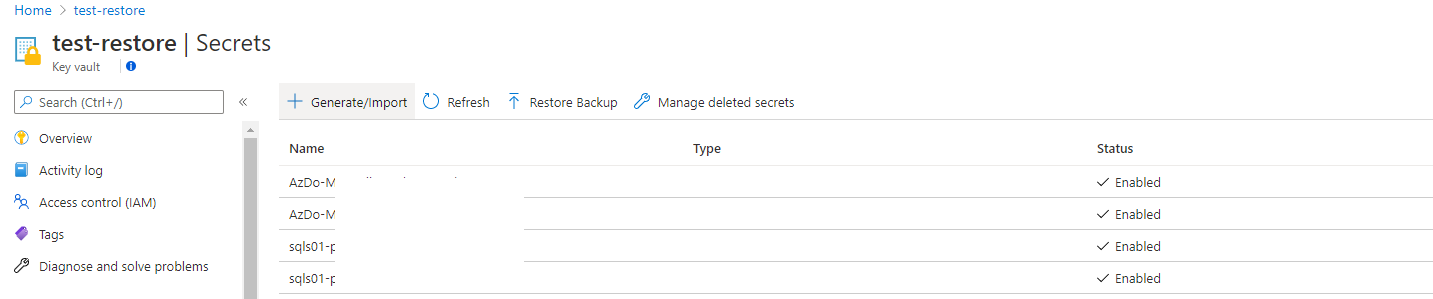 Home > test-restore
test-restore | Secrets
Key vault
Search (Ctrl+/)
«
Generate/Import
Refresh
Restore Backup
Manage deleted secrets
Overview
Activity log
Access control (IAM)
Tags
Diagnose and solve problems
Name Type Status
AzDo-M Enabled
AzDo-M Enabled
sqls01-p Enabled
sqls01-p Enabled